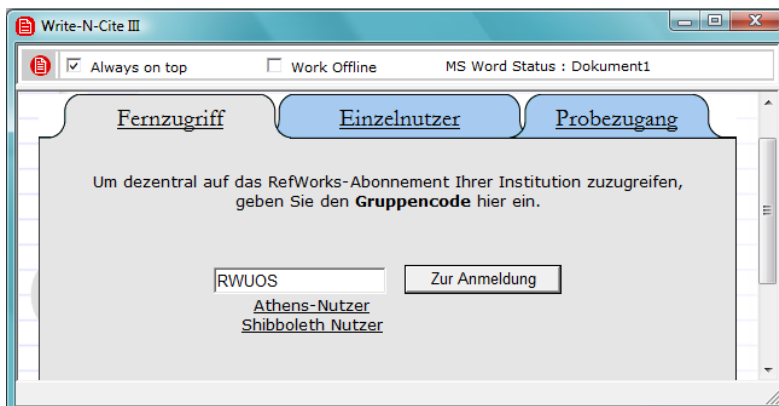 Write-N-Cite III
Always on top Work Offline MS Word Status : Dokument1
Fernzugriff Einzelnutzer Probezugang
Um dezentral auf das RefWorks-Abonnement Ihrer Institution zuzugreifen,
geben Sie den Gruppencode hier ein.
RWUOS Zur Anmeldung
Athens-Nutzer
Shibboleth Nutzer